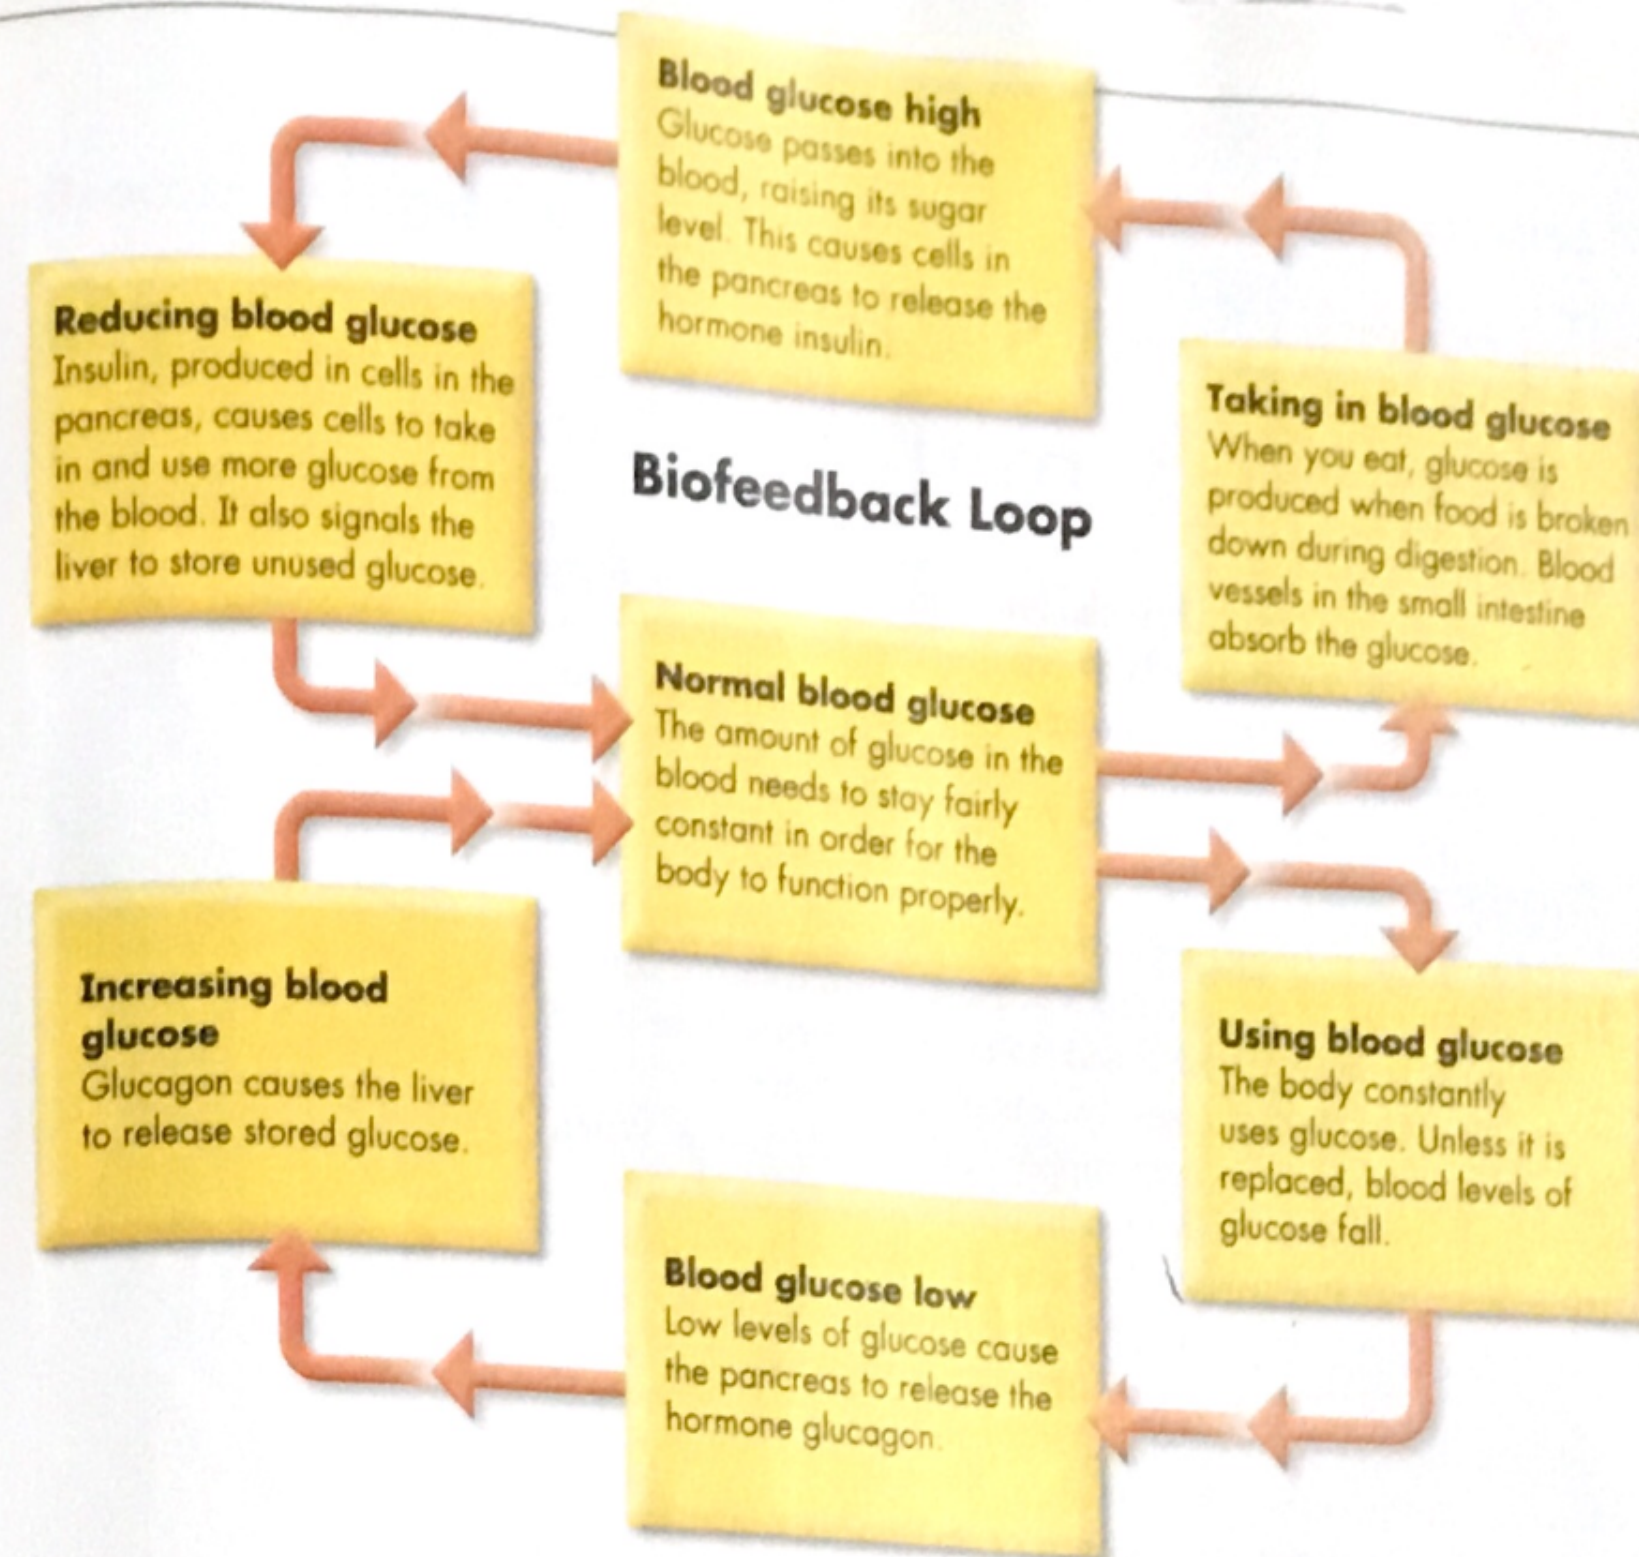 Blood glucose high
Glucose passes into the
blood, raising its sugar
level. This causes cells in
the pancreas to release the
hormone insulin.
Reducing blood glucose
Insulin, produced in cells in the
pancreas, causes cells to take
in and use more glucose from
the blood. It also signals the
liver to store unused glucose.
Taking in blood glucose
When you eat, glucose is
produced when food is broken
down during digestion. Blood
vessels in the small intestine
absorb the glucose.
Biofeedback Loop
Normal blood glucose
The amount of glucose in the
blood needs to stay fairly
constant in order for the
body to function properly.
Increasing blood
glucose
Glucagon causes the liver
to release stored glucose.
Using blood glucose
The body constantly
uses glucose. Unless it is
replaced, blood levels of
glucose fall.
Blood glucose low
Low levels of glucose cause
the pancreas to release the
hormone glucagon.